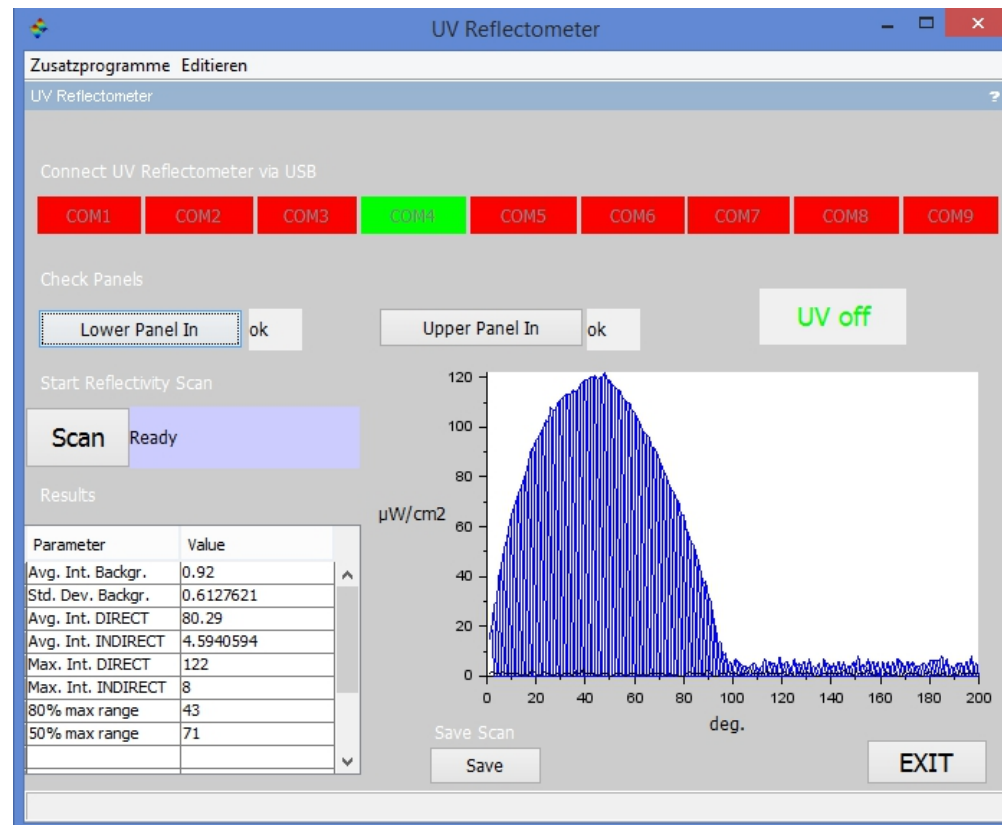 UV Reflectometer
Zusatzprogramme Editieren
UV Reflectometer ?
Connect UV Reflectometer via USB
COM1 COM2 COM3 COM4 COM5 COM6 COM7 COM8 COM9
Check Panels
Lower Panel In ok Upper Panel In ok UV off
Start Reflectivity Scan
Scan Ready
Results
Parameter Value
Avg. Int. Backgr. 0.92
Std. Dev. Backgr. 0.6127621
Avg. Int. DIRECT 80.29
Avg. Int. INDIRECT 4.5940594
Max. Int. DIRECT 122
Max. Int. INDIRECT 8
80% max range 43
50% max range 71
120
100
80
µW/cm2
60
40
20
0
0 20 40 60 80 100 120 140 160 180 200
deg.
Save Scan
Save
EXIT